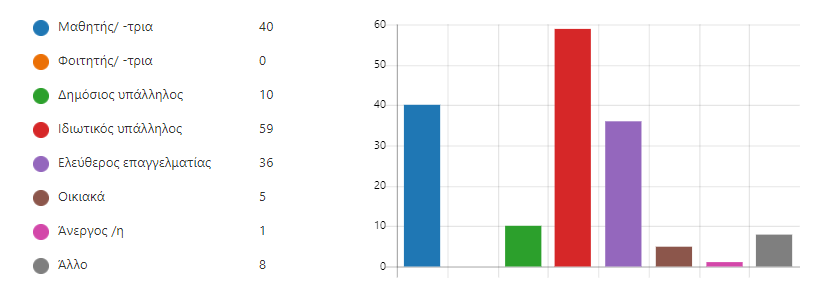 Μαθητής/ -τρια 40
Φοιτητής/ -τρια 0
Δημόσιος υπάλληλος 10
Ιδιωτικός υπάλληλος 59
Ελεύθερος επαγγελματίας 36
Οικιακά 5
Άνεργος /η 1
Άλλο 8
60
50
40
30
20
10
0